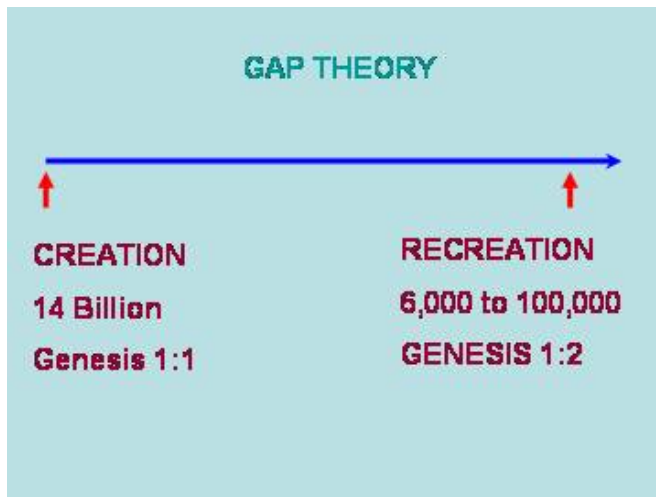 GAP THEORY
CREATION
14 Billion
Genesis 1:1
RECREATION
6,000 to 100,000
GENESIS 1:2